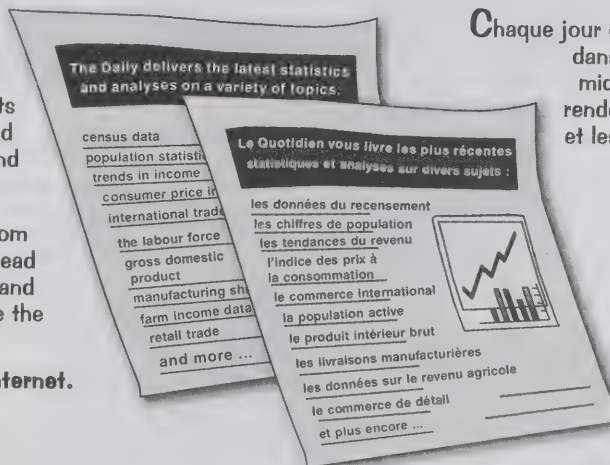 ts
d
nd
om
ead
and
e the
ternet.
The Daily delivers the latest statistics
and analyses on a variety of topics:
census data
population statistic
trends in income
consumer price in
international trade
the labour force
gross domestic
product
manufacturing sh
farm income data
retail trade
and more ...
Le Quotidien vous livre les plus récentes
statistiques et analyses sur divers sujets :
les données du recensement
les chiffres de population
les tendances du revenu
l'indice des prix à
la consommation
le commerce international
la population active
le produit intérieur brut
les livraisons manufacturières
les données sur le revenu agricole
le commerce de détail
et plus encore ...
Chaque jour
dans
rende
et les